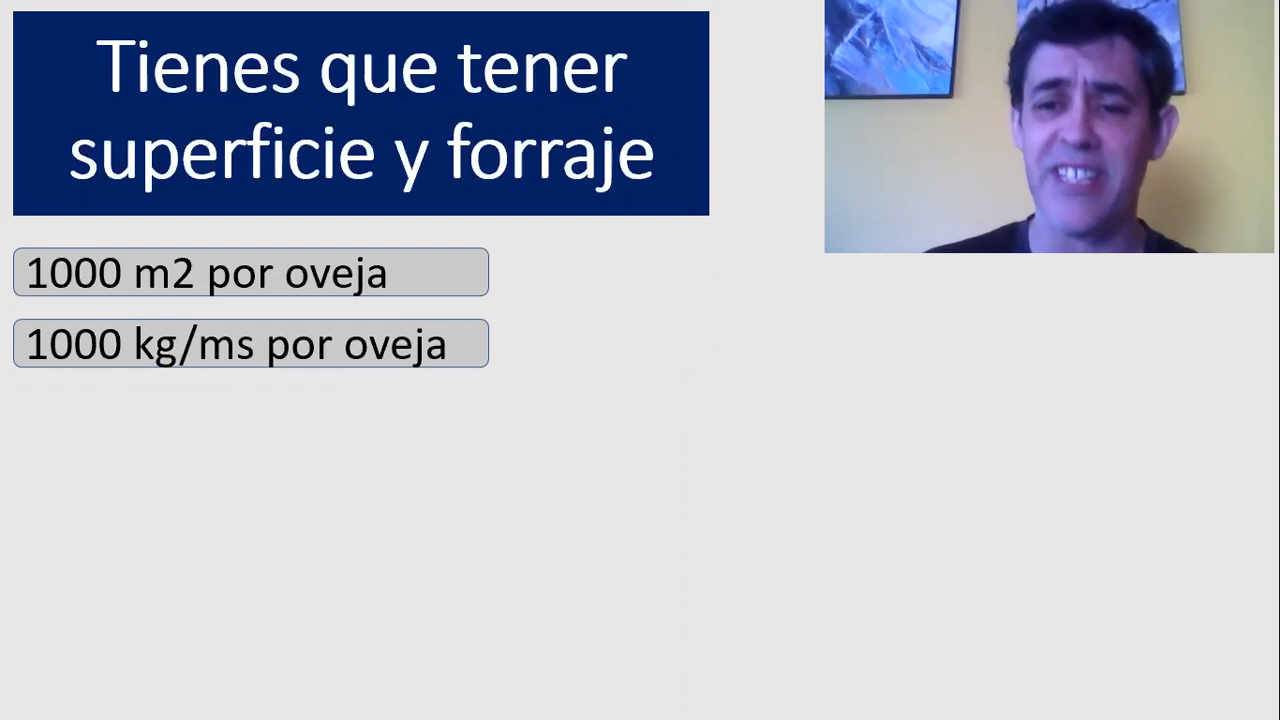 Tienes que tener
superficie y forraje
1000 m2 por oveja
1000 kg/ms por oveja